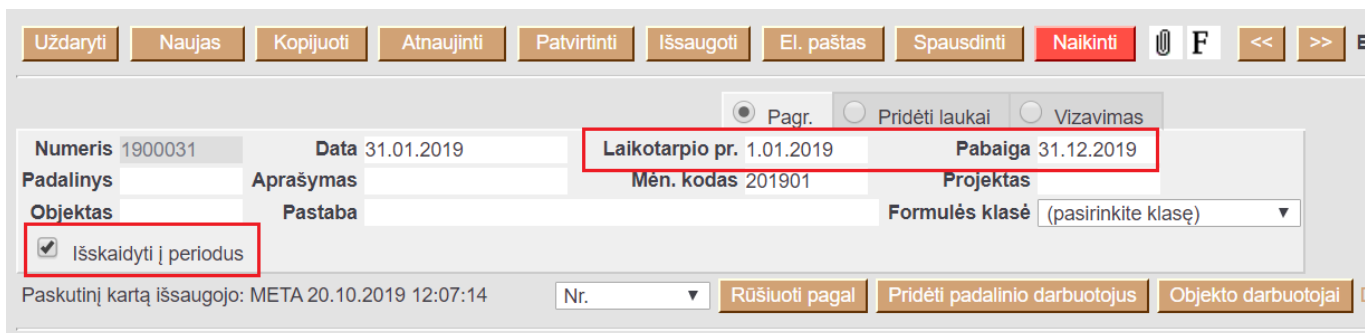 Uždaryti Naujas Kopijuoti Atnaujinti Patvirtinti Išsaugoti El. paštas Spausdinti Naikinti F << >>
Pagr. Pridėti laukai Vizavimas
Numeris 1900031 Data 31.01.2019 Laikotarpio pr. 1.01.2019 Pabaiga 31.12.2019
Padalinys Aprašymas Mėn. kodas 201901 Projektas
Objektas Pastaba Formulės klasė (pasirinkite klasę)
Išskaidyti į periodus
Paskutinį kartą išsaugojo: META 20.10.2019 12:07:14 Nr. Rūšiuoti pagal Pridėti padalinio darbuotojus Objekto darbuotojai